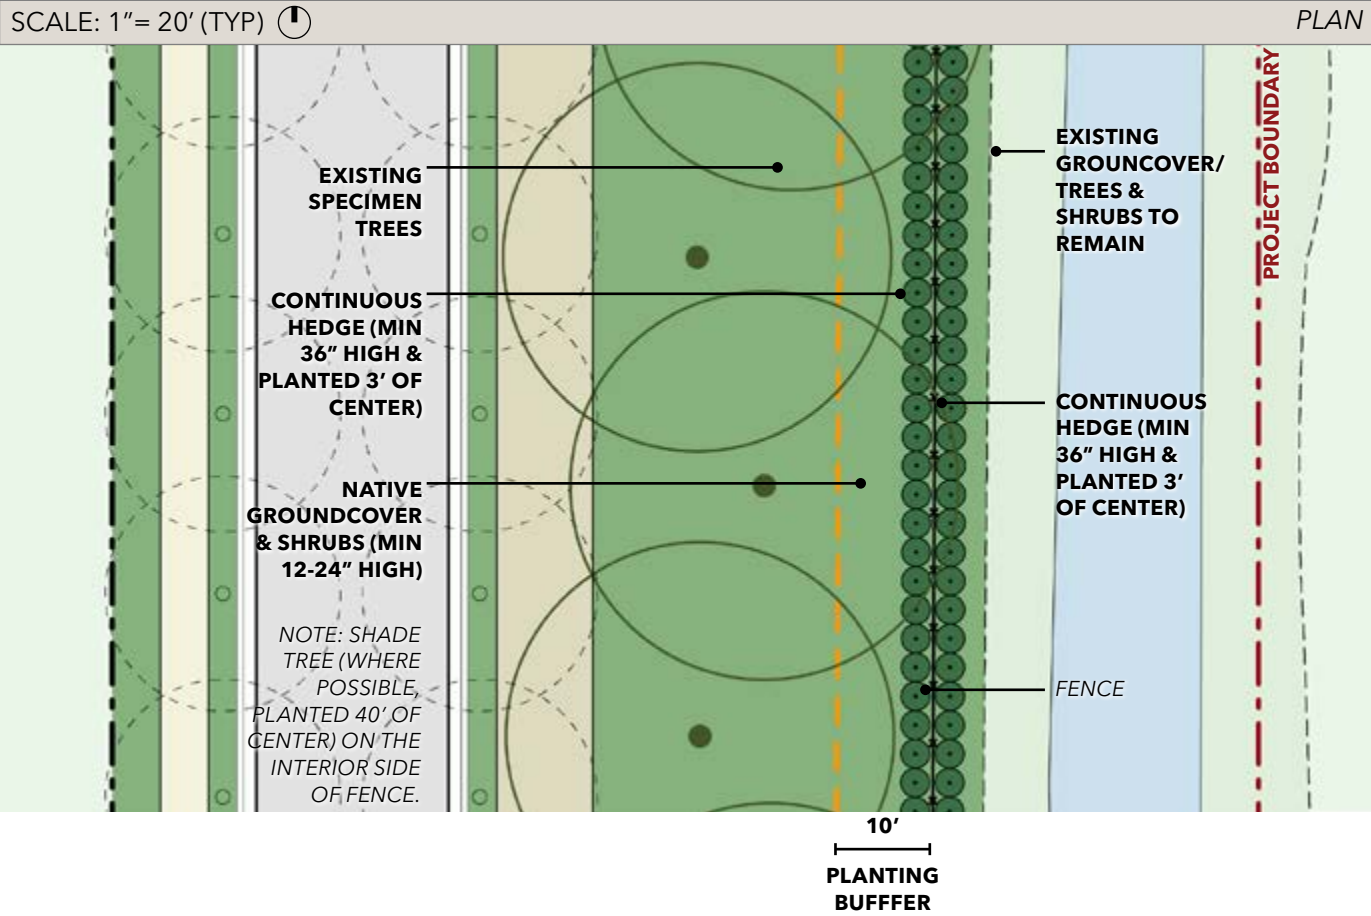 SCALE: 1”= 20’ (TYP)
PLAN
EXISTING
SPECIMEN
TREES
CONTINUOUS
HEDGE (MIN
36” HIGH &
PLANTED 3’ OF
CENTER)
NATIVE
GROUNDCOVER
& SHRUBS (MIN
12-24” HIGH)
NOTE: SHADE
TREE (WHERE
POSSIBLE,
PLANTED 40’ OF
CENTER) ON THE
INTERIOR SIDE
OF FENCE.
EXISTING
GROUNCOVER/
TREES &
SHRUBS TO
REMAIN
PROJECT BOUNDARY
CONTINUOUS
HEDGE (MIN
36” HIGH &
PLANTED 3’
OF CENTER)
FENCE
10’
PLANTING
BUFFFER